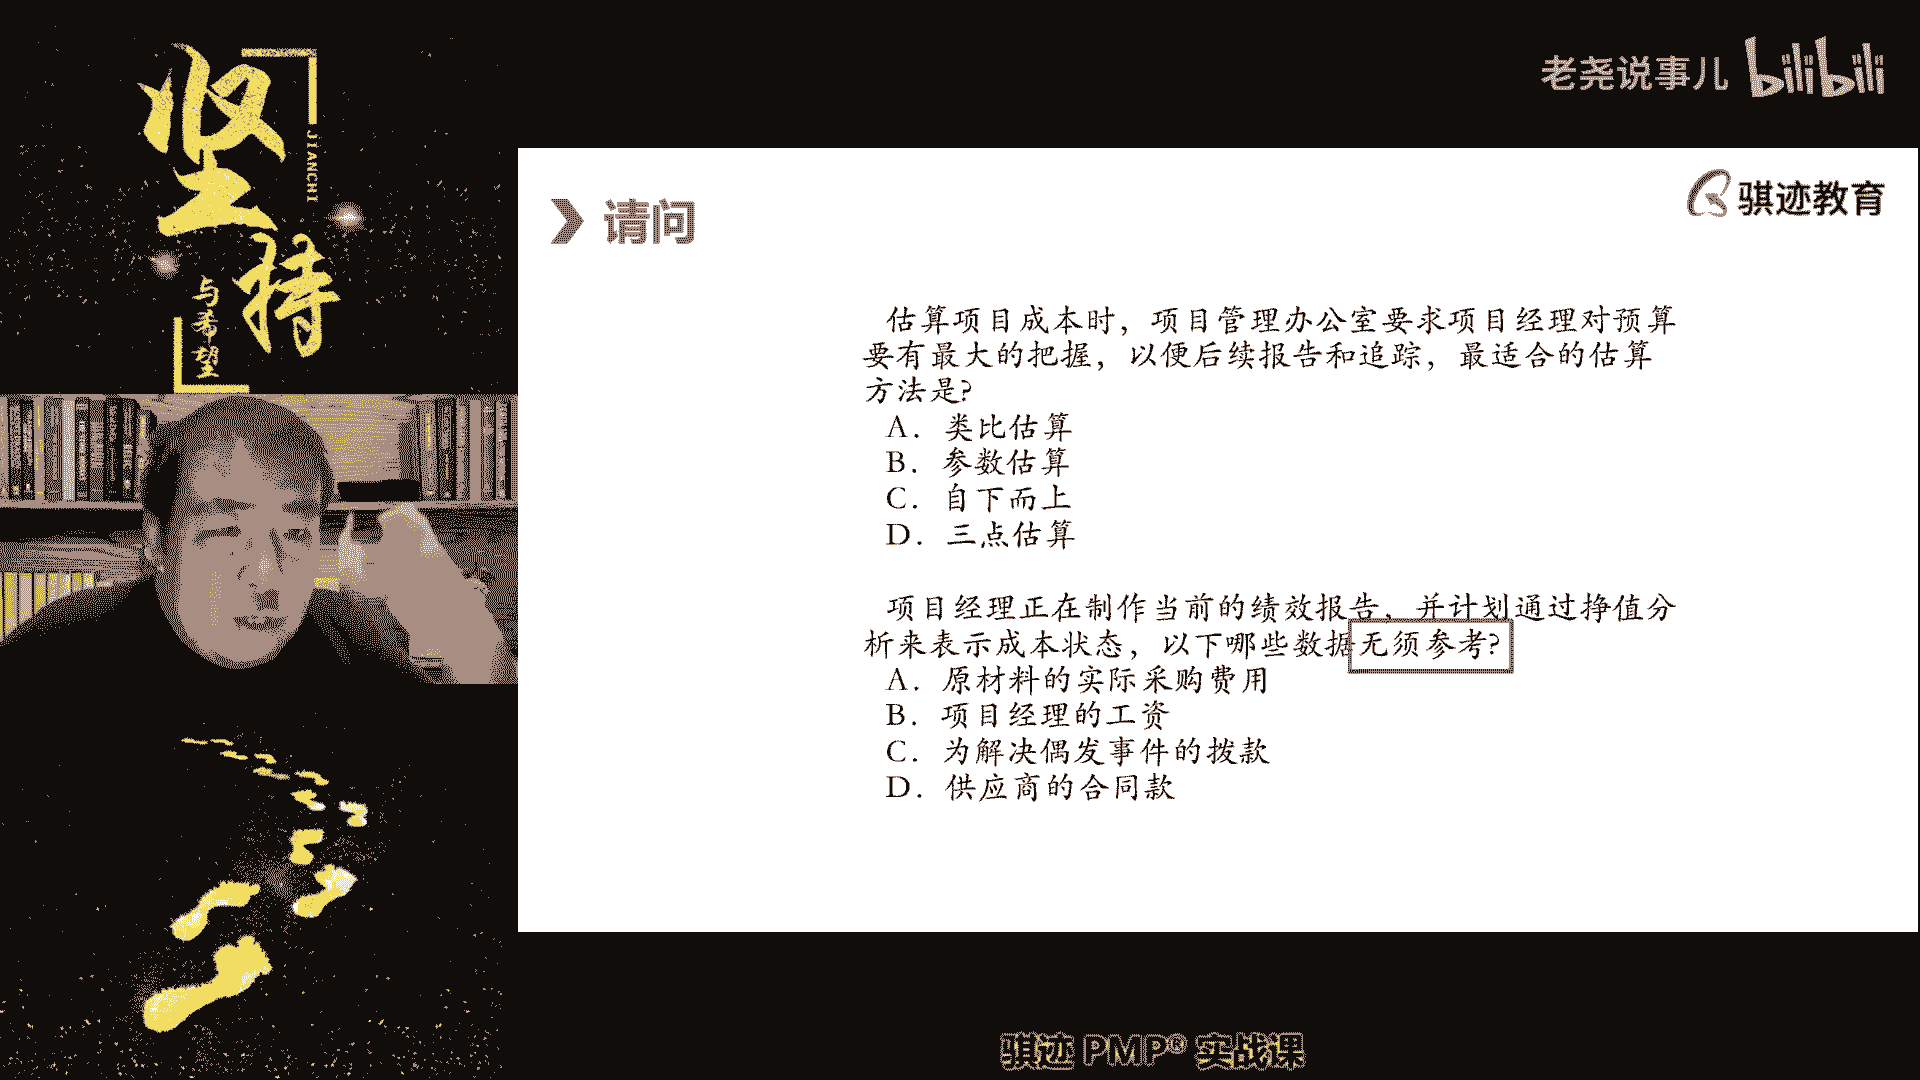 坚持
JIANCHI
与希望
老尧说事儿 bilibili
骐迹教育
请问
估算项目成本时，项目管理办公室要求项目经理对预算
要有最大的把握，以便后续报告和追踪，最适合的估算
方法是?
A. 类比估算
B. 参数估算
C. 自下而上
D. 三点估算
项目经理正在制作当前的绩效报告，并计划通过挣值分
析来表示成本状态，以下哪些数据无须参考?
A. 原材料的实际采购费用
B. 项目经理的工资
C. 为解决偶发事件的拨款
D. 供应商的合同款
骐迹 PMP® 实战课